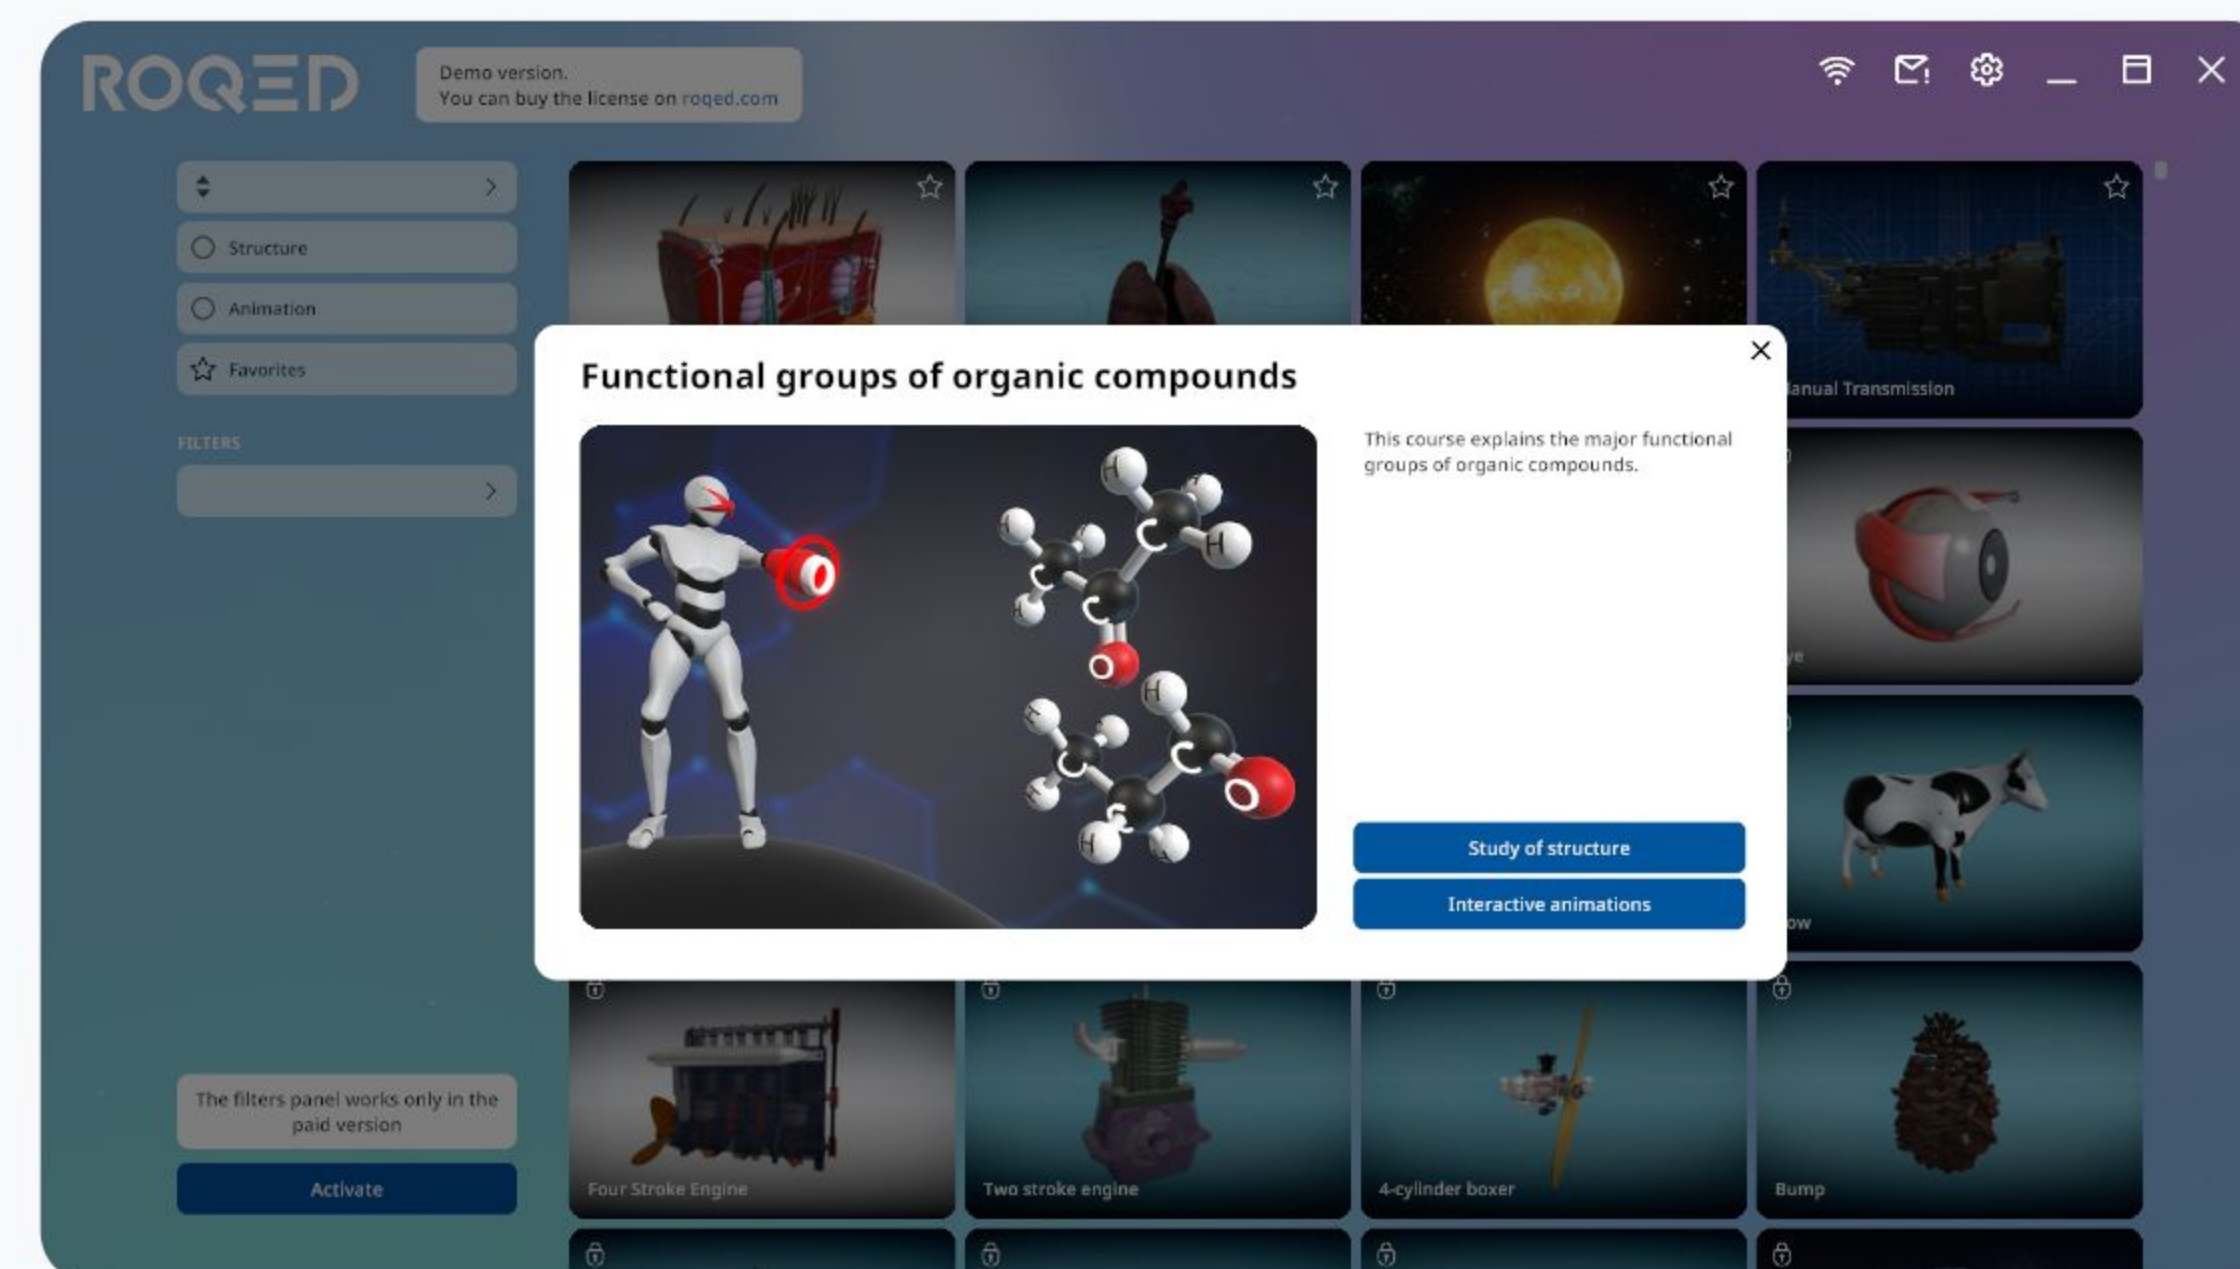 ROQED
Demo version.
You can buy the license on roqed.com
Structure
Animation
Favorites
FILTERS
The filters panel works only in the
paid version
Activate
Functional groups of organic compounds
This course explains the major functional
groups of organic compounds.
Study of structure
Interactive animations
H
H
C
C
C
H
O
O
H
H
C
C
H
O
C
H
H
anual Transmission
ye
ow
Four Stroke Engine
Two stroke engine
4-cylinder boxer
Bump